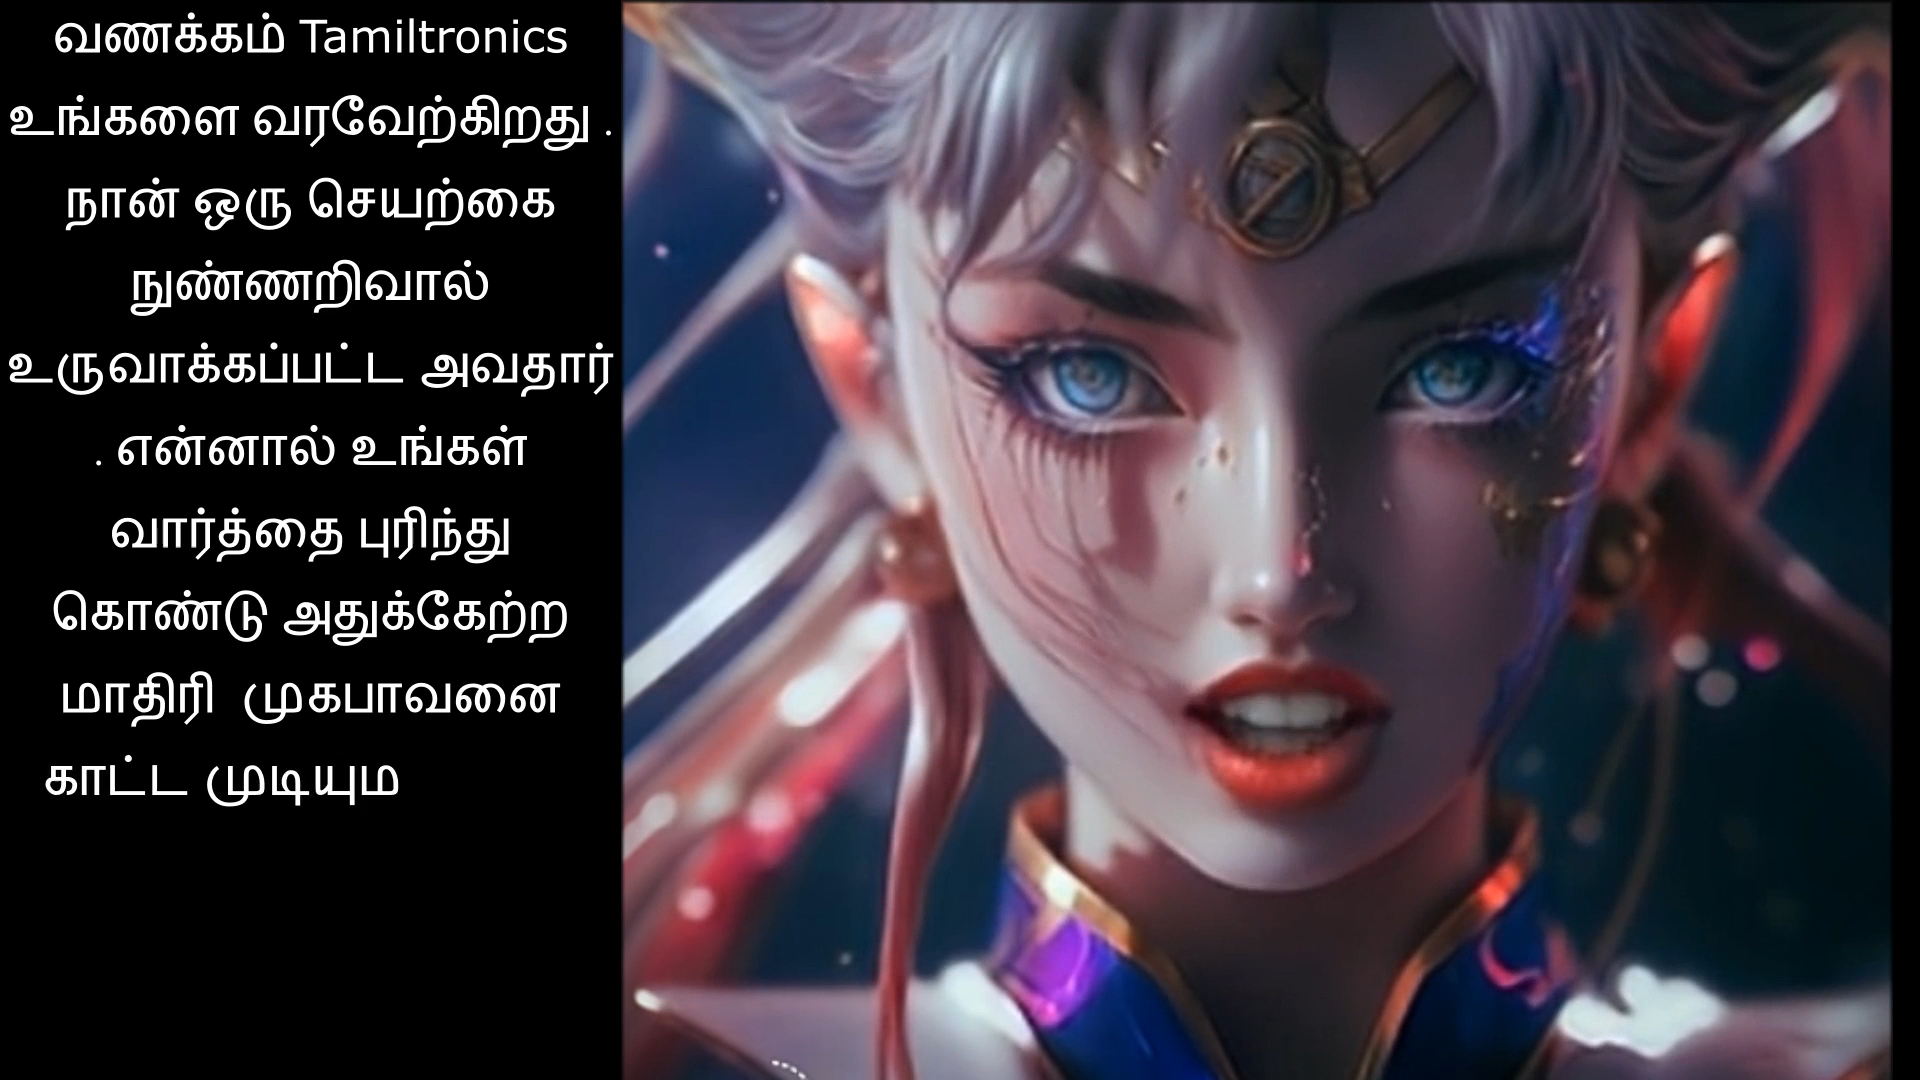 வணக்கம் Tamiltronics
உங்களை வரவேற்கிறது .
நான் ஒரு செயற்கை
நுண்ணறிவால்
உருவாக்கப்பட்ட அவதார்
. என்னால் உங்கள்
வார்த்தை புரிந்து
கொண்டு அதுக்கேற்ற
மாதிரி  முகபாவனை
காட்ட முடியும